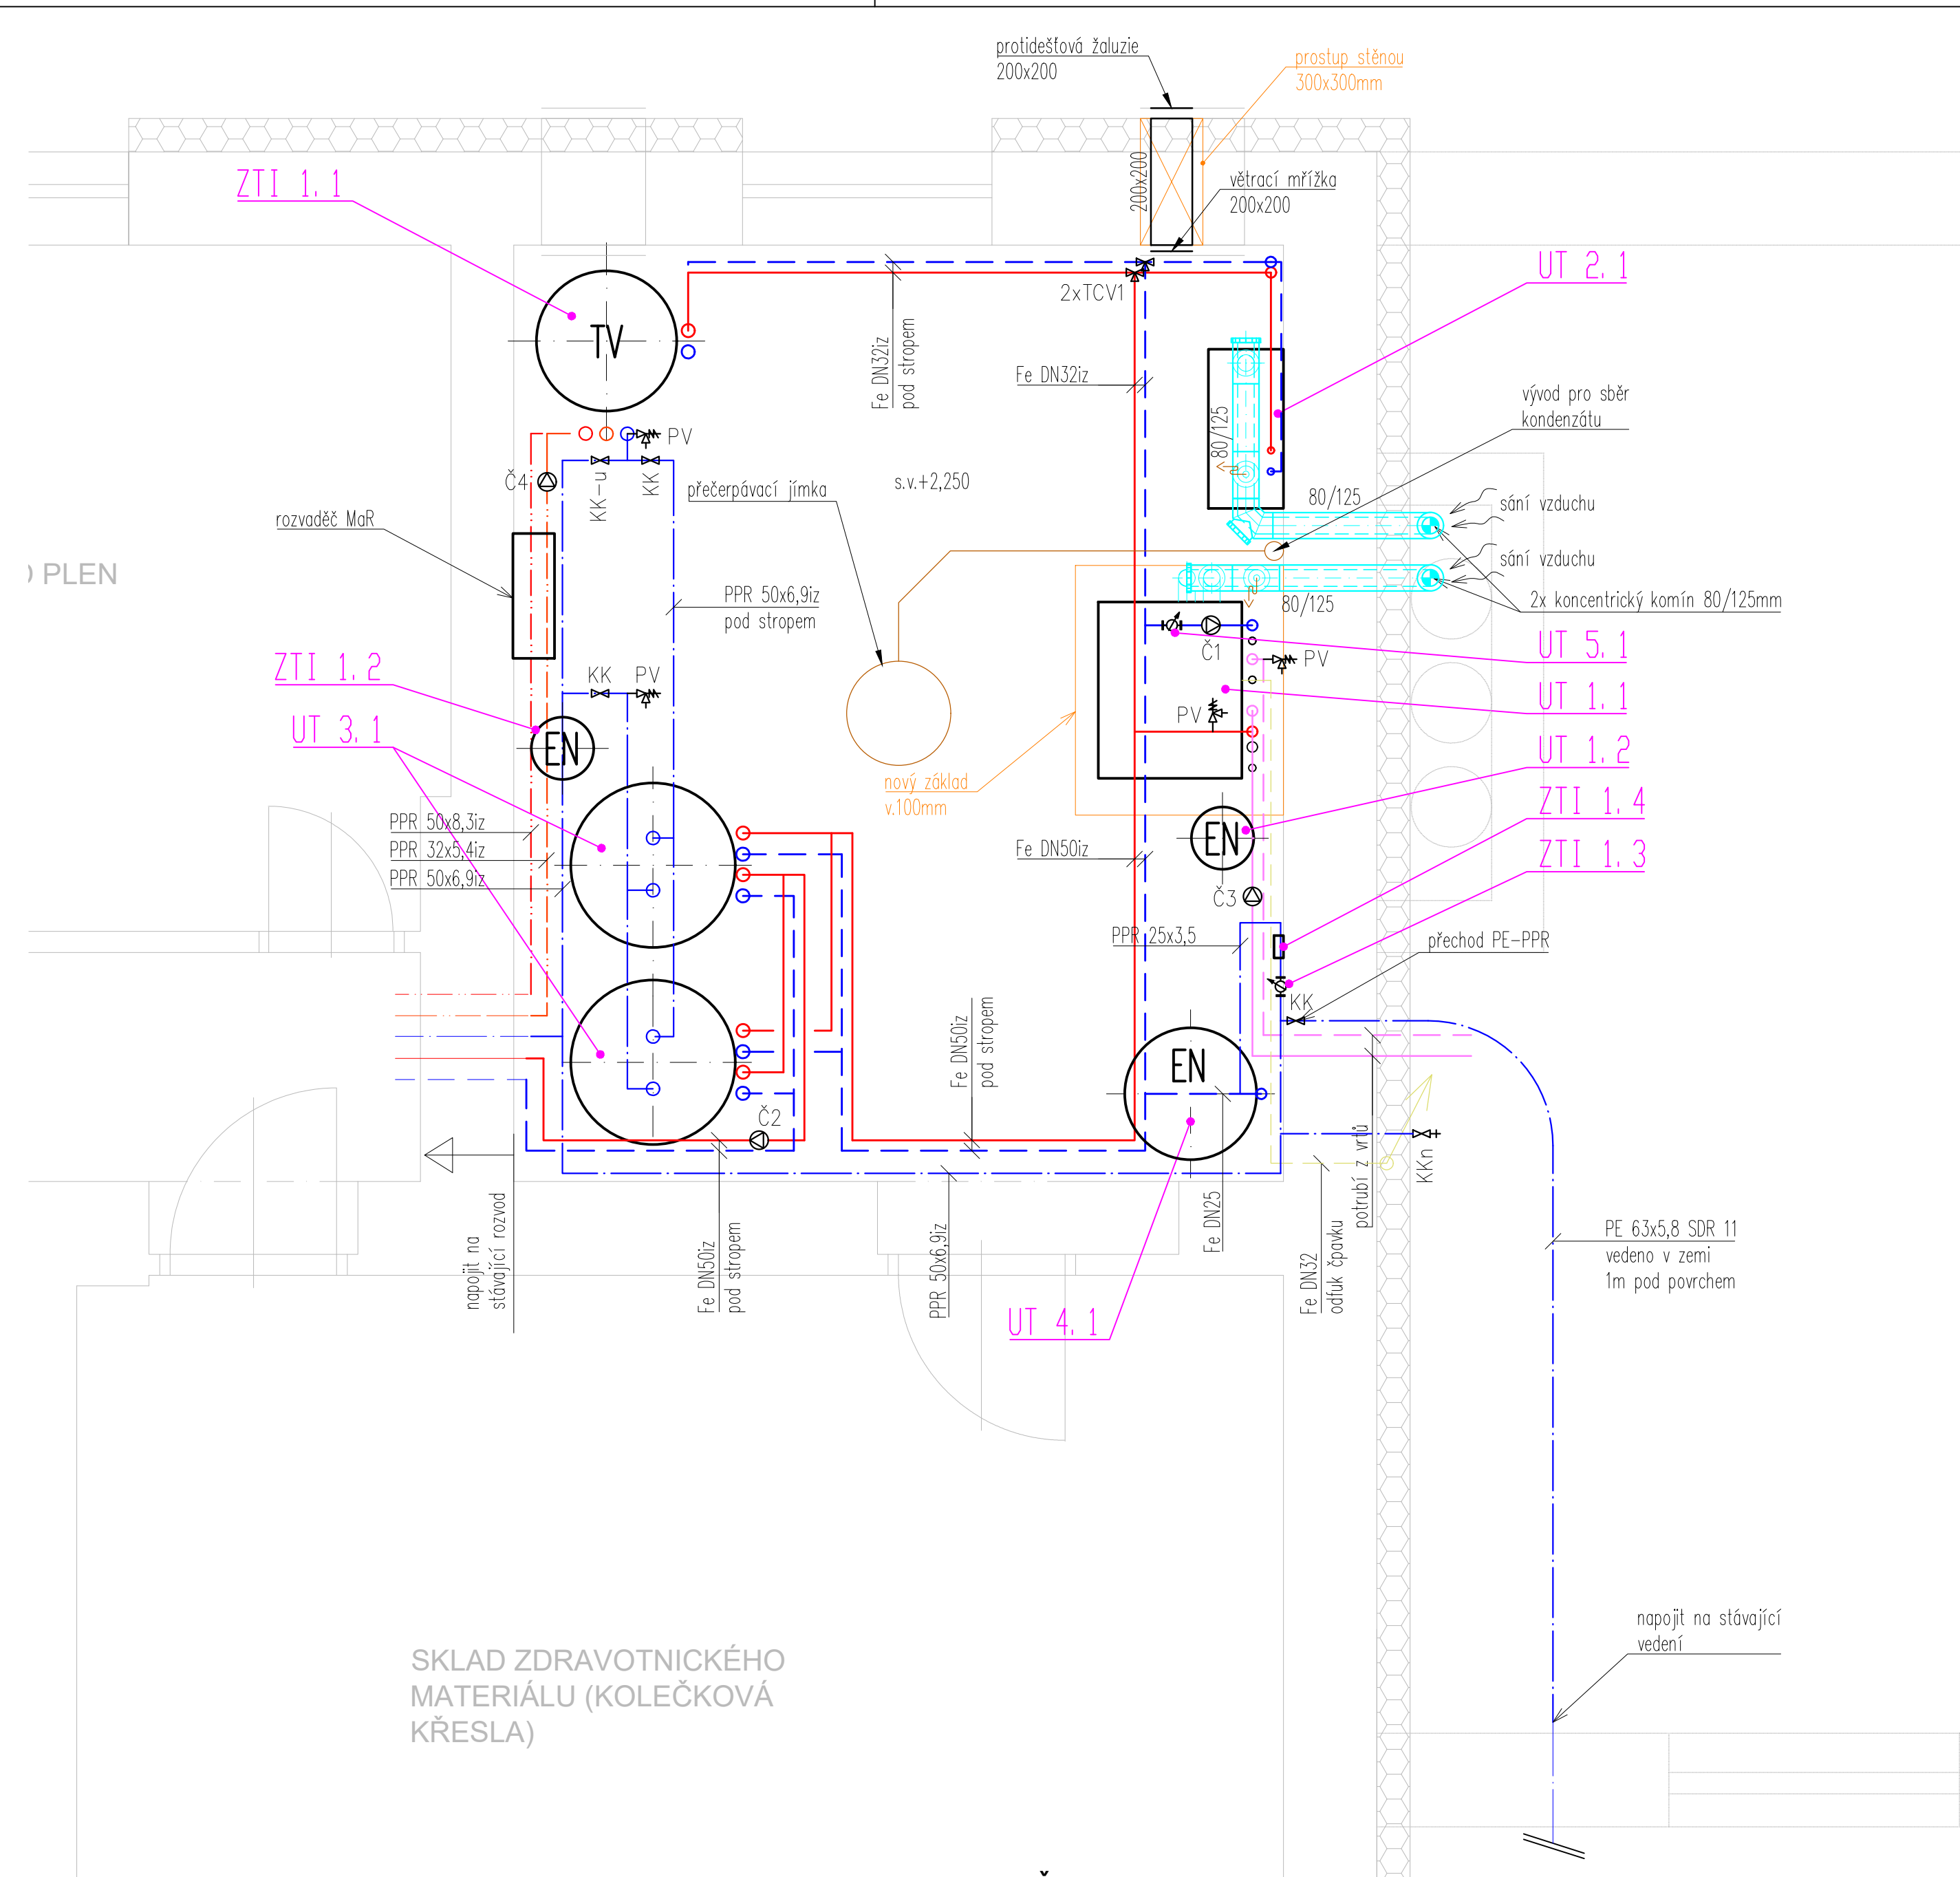 protidešťová žaluzie
200x200
prostup stěnou
300x300mm
200x200
větrací mřížka
200x200
ZTI 1.1
TV
2xTCV1
UT 2.1
Fe DN32iz
pod stropem
Fe DN32iz
80/125
vývod pro sběr
kondenzátu
PV
KK-u
KK
Č4
rozvaděč MaR
přečerpávací jímka
s.v.+2,250
80/125
sání vzduchu
sání vzduchu
2x koncentrický komín 80/125mm
80/125
PLEN
PPR 50x6,9iz
pod stropem
Č1
PV
UT 5.1
UT 1.1
UT 1.2
ZTI 1.4
ZTI 1.3
ZTI 1.2
KK
PV
UT 3.1
EN
PV
nový základ
v.100mm
EN
PPR 50x8,3iz
PPR 32x5,4iz
PPR 50x6,9iz
Fe DN50iz
Č3
PPR 25x3,5
přechod PE-PPR
KK
Fe DN50iz
pod stropem
EN
Č2
KKn
potrubí z vrtů
napojit na
stávající rozvod
Fe DN50iz
pod stropem
PPR 50x6,9iz
Fe DN25
Fe DN32
odfuk čpavku
UT 4.1
PE 63x5,8 SDR 11
vedeno v zemi
1m pod povrchem
napojit na stávající
vedení
SKLAD ZDRAVOTNICKÉHO
MATERIÁLU (KOLEČKOVÁ
KŘESLA)